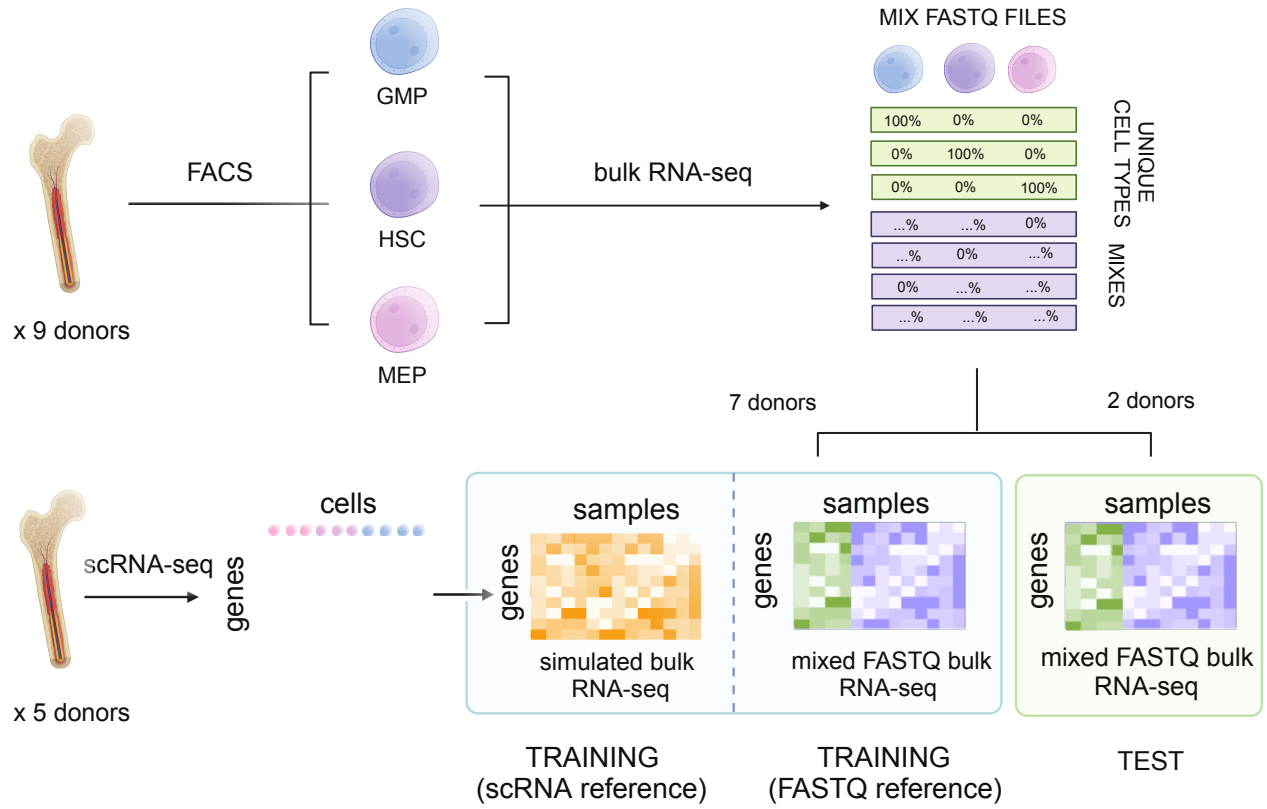 MIX FASTQ FILES
GMP
FACS
HSC
MEP
x 9 donors
bulk RNA-seq
100% 0% 0%
0% 100% 0%
0% 0% 100%
...% ...% 0%
...% 0% ...%
0% ...% ...%
...% ...% ...%
UNIQUE
CELL TYPES
MIXES
7 donors
2 donors
scRNA-seq
x 5 donors
cells
genes
samples
genes
simulated bulk
RNA-seq
samples
genes
mixed FASTQ bulk
RNA-seq
samples
genes
mixed FASTQ bulk
RNA-seq
TRAINING
(scRNA reference)
TRAINING
(FASTQ reference)
TEST